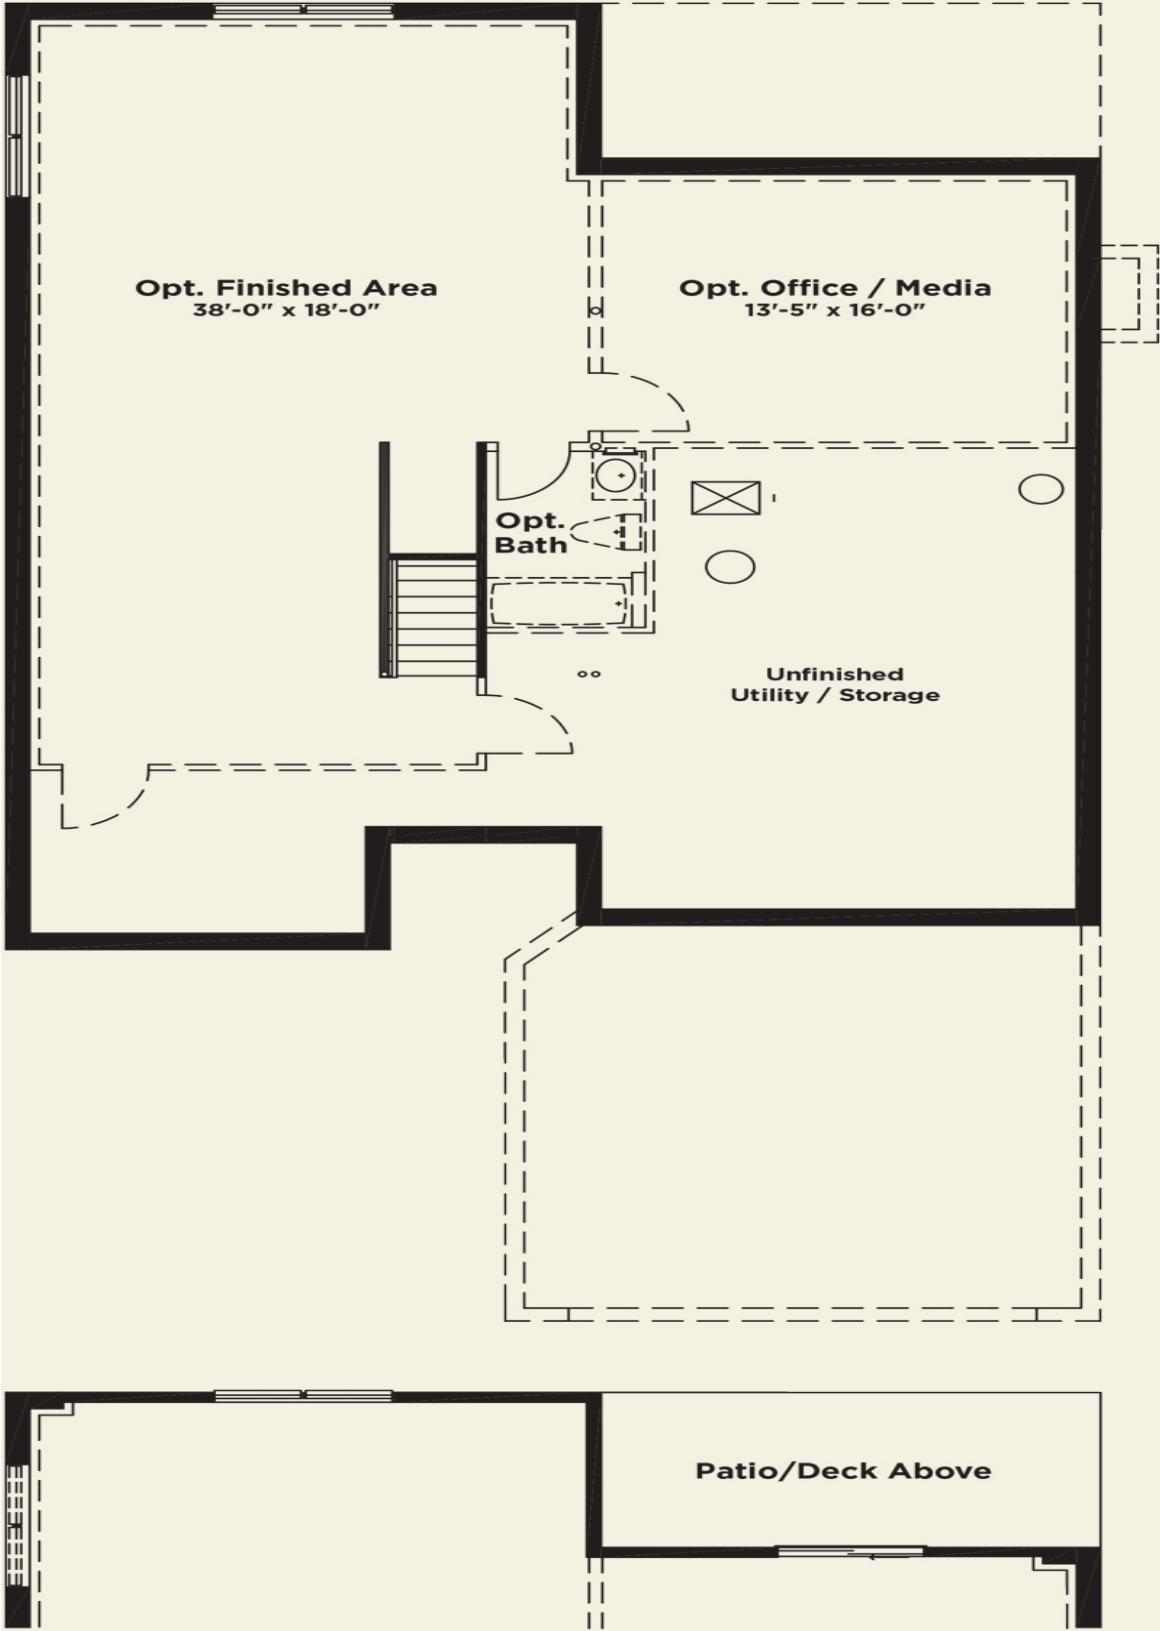 Opt. Finished Area
38'-0" x 18'-0"
Opt. Office / Media
13'-5" x 16'-0"
Opt.
Bath
Unfinished
Utility / Storage
Patio/Deck Above